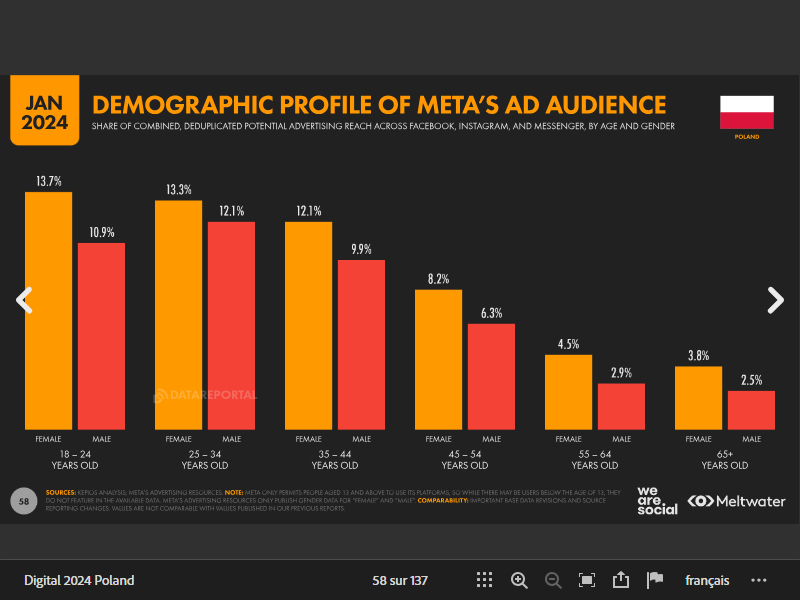 JAN
2024
DEMOGRAPHIC PROFILE OF META'S AD AUDIENCE
SHARE OF COMBINED, DEDUPLICATED POTENTIAL ADVERTISING REACH ACROSS FACEBOOK, INSTAGRAM, AND MESSENGER, BY AGE AND GENDER
POLAND
13.7%
10.9%
13.3%
12.1%
12.1%
9.9%
8.2%
6.3%
4.5%
2.9%
3.8%
2.5%
DATAREPORTAL
FEMALE MALE FEMALE MALE FEMALE MALE FEMALE MALE FEMALE MALE FEMALE MALE
18 – 24 25 – 34 35 – 44 45 – 54 55 – 64 65+
YEARS OLD YEARS OLD YEARS OLD YEARS OLD YEARS OLD YEARS OLD
58
SOURCES: KEPIOS ANALYSIS; META'S ADVERTISING RESOURCES. NOTE: META ONLY PERMITS PEOPLE AGED 13 AND ABOVE TO USE ITS PLATFORMS, SO WHILE THERE MAY BE USERS BELOW THE AGE OF 13, THEY
DO NOT FEATURE IN THE AVAILABLE DATA. META'S ADVERTISING RESOURCES ONLY PUBLISH GENDER DATA FOR "FEMALE" AND "MALE". COMPARABILITY: IMPORTANT BASE DATA REVISIONS AND SOURCE
REPORTING CHANGES. VALUES ARE NOT COMPARABLE WITH VALUES PUBLISHED IN OUR PREVIOUS REPORTS.
we
are.
social
Meltwater
Digital 2024 Poland
58 sur 137
français